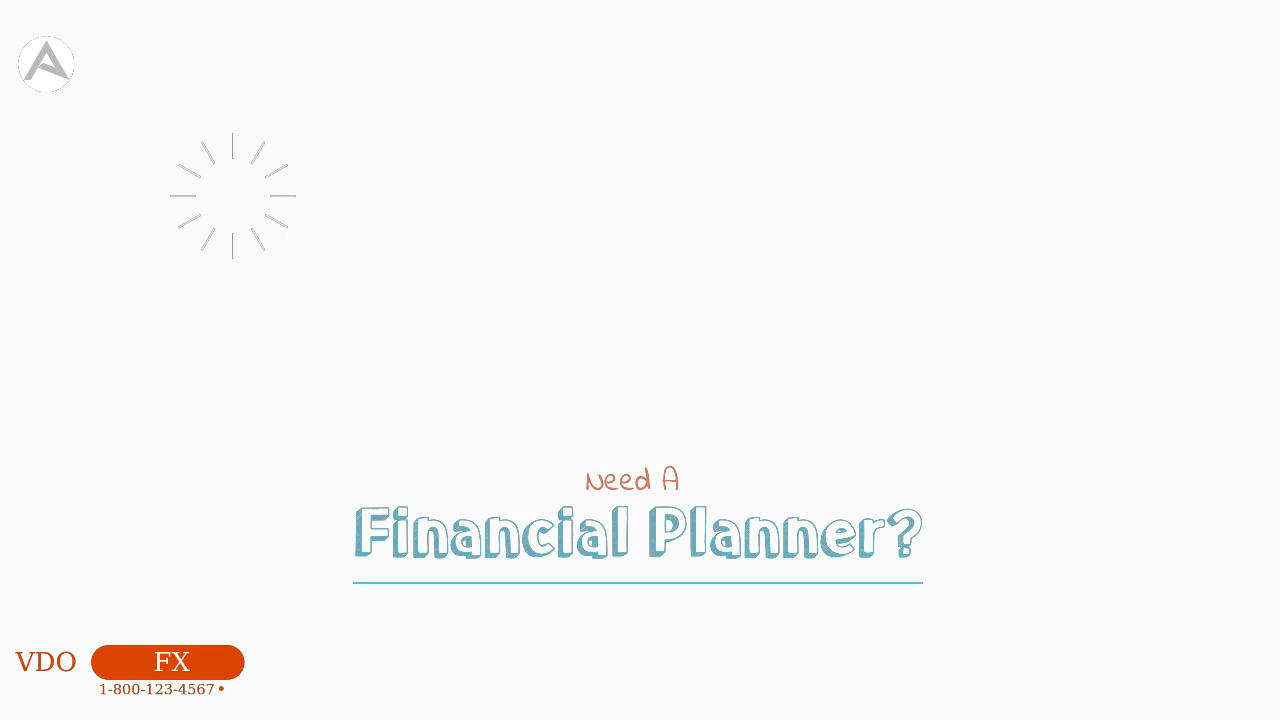 Need A
Financial Planner?
VDO FX
1-800-123-4567 •